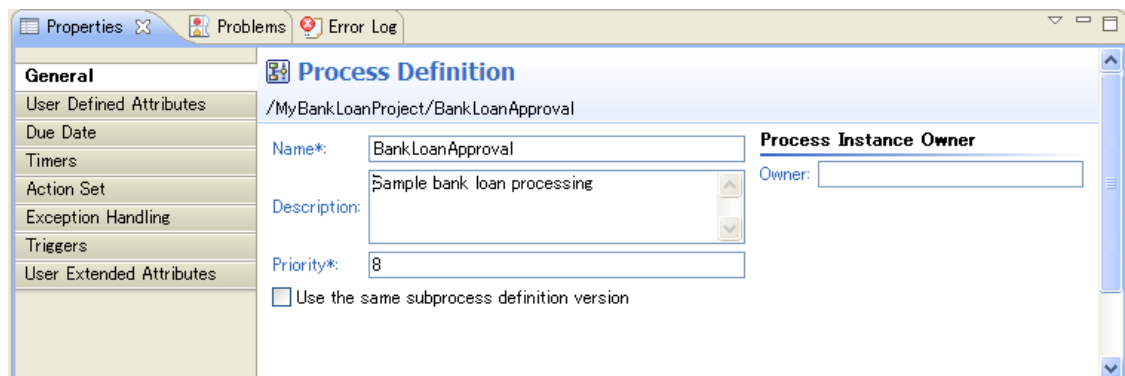 Properties Problems Error Log
General
User Defined Attributes
Due Date
Timers
Action Set
Exception Handling
Triggers
User Extended Attributes
Process Definition
/MyBankLoanProject/BankLoanApproval
Name*: BankLoanApproval
Description: Sample bank loan processing
Priority*: 8
Use the same subprocess definition version
Process Instance Owner
Owner: